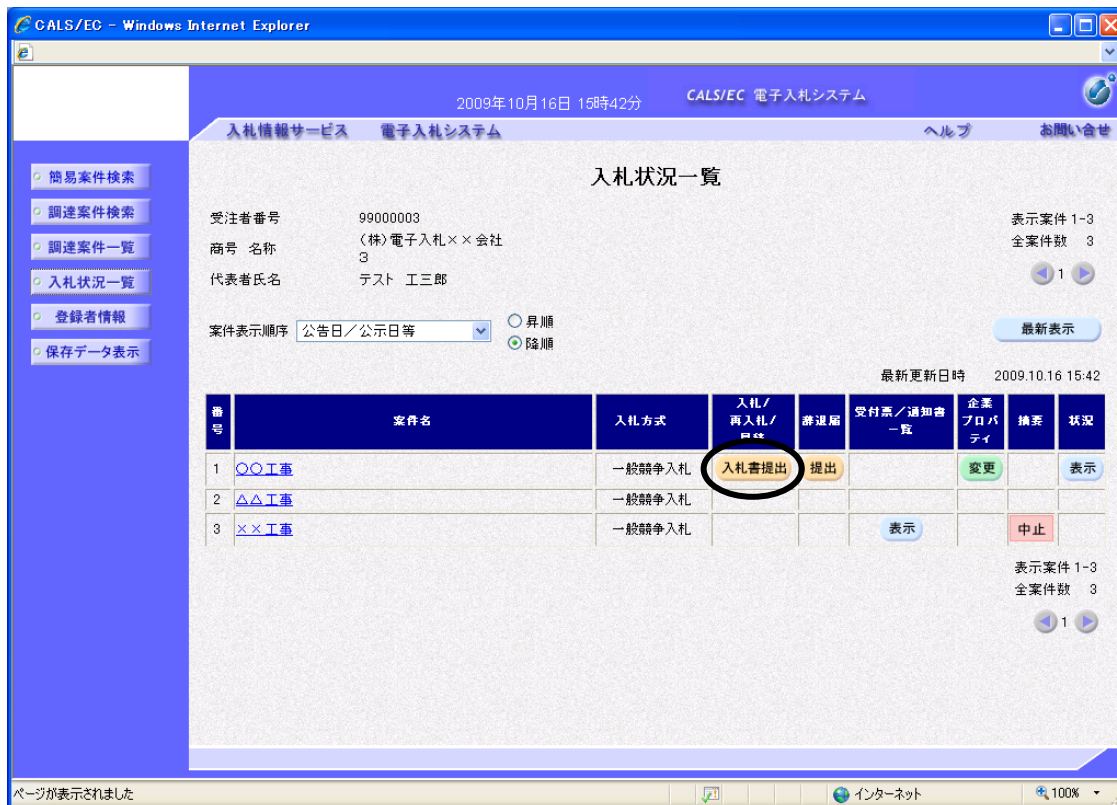 CALS/EC - Windows Internet Explorer
2009年10月16日 15時42分
CALS/EC 電子入札システム
入札情報サービス 電子入札システム ヘルプ お問い合せ
簡易案件検索
調達案件検索
調達案件一覧
入札状況一覧
登録者情報
保存データ表示
入札状況一覧
受注者番号 99000003
商号 名称 (株)電子入札××会社
3
代表者氏名 テスト 工三郎
表示案件 1-3
全案件数 3
1
案件表示順序 公告日/公示日等
昇順
降順
最新表示
最新更新日時 2009.10.16 15:42
番号 案件名 入札方式 入札/再入札/見積 辞退届 受付票/通知書一覧 企業プロパティ 摘要 状況
1 ○○工事 一般競争入札 入札書提出 提出 変更 表示
2 △△工事 一般競争入札
3 ××工事 一般競争入札 表示 中止
表示案件 1-3
全案件数 3
1
ページが表示されました インターネット 100%